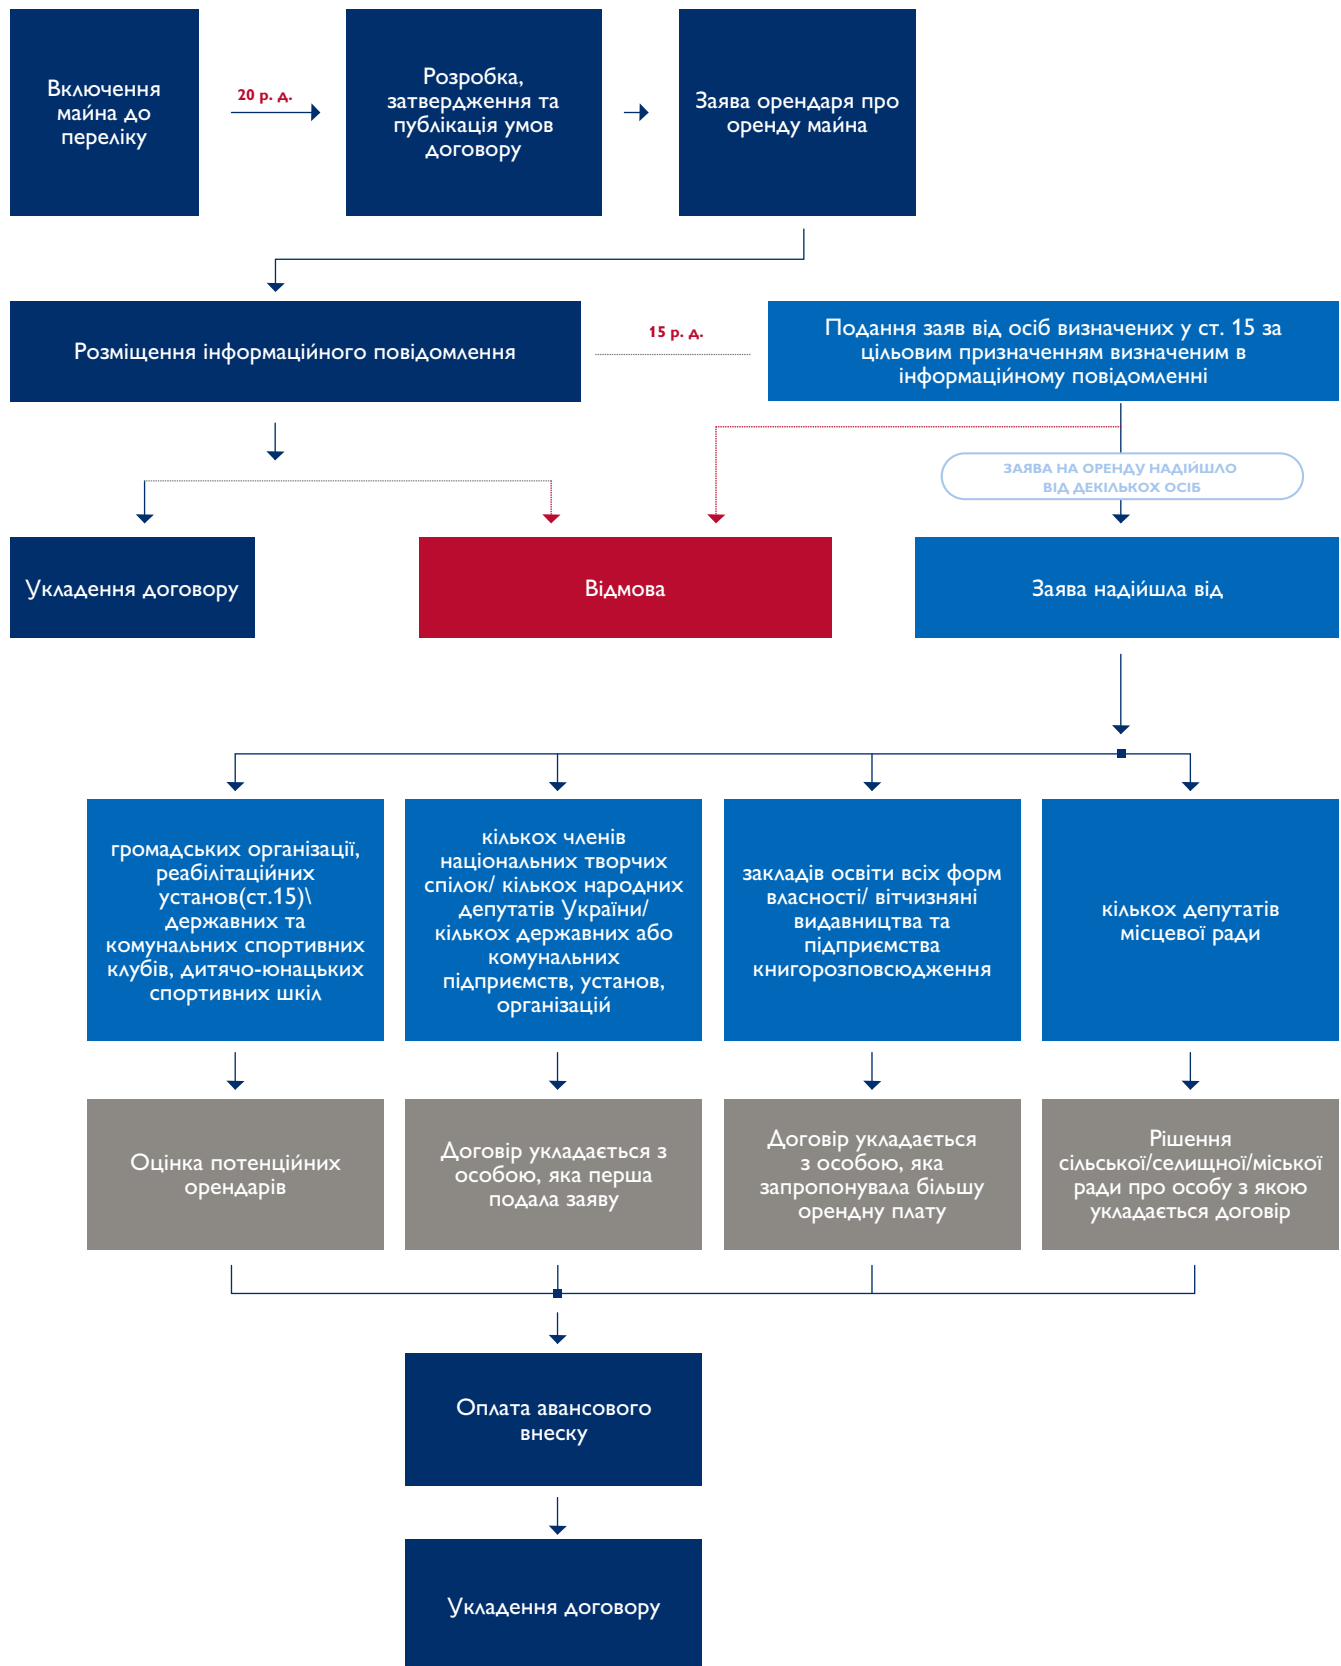 Включення
майна до
переліку
20 р. д.
Розробка,
затвердження та
публікація умов
договору
Заява орендаря про
оренду майна
Розміщення інформаційного повідомлення
15 р. д.
Подання заяв від осіб визначених у ст. 15 за
цільовим призначенням визначеним в
інформаційному повідомленні
ЗАЯВА НА ОРЕНДУ НАДІЙШЛО
ВІД ДЕКІЛЬКОХ ОСІБ
Укладення договору
Відмова
Заява надійшла від
громадських організації,
реабілітаційних
установ(ст.15)\
державних та
комунальних спортивних
клубів, дитячо-юнацьких
спортивних шкіл
кількох членів
національних творчих
спілок/ кількох народних
депутатів України/
кількох державних або
комунальних
підприємств, установ,
організацій
закладів освіти всіх форм
власності/ вітчизняні
видавництва та
підприємства
книгорозповсюдження
кількох депутатів
місцевої ради
Оцінка потенційних
орендарів
Договір укладається з
особою, яка перша
подала заяву
Договір укладається
з особою, яка
запропонувала більшу
орендну плату
Рішення
сільської/селищної/міської
ради про особу з якою
укладається договір
Оплата авансового
внеску
Укладення договору